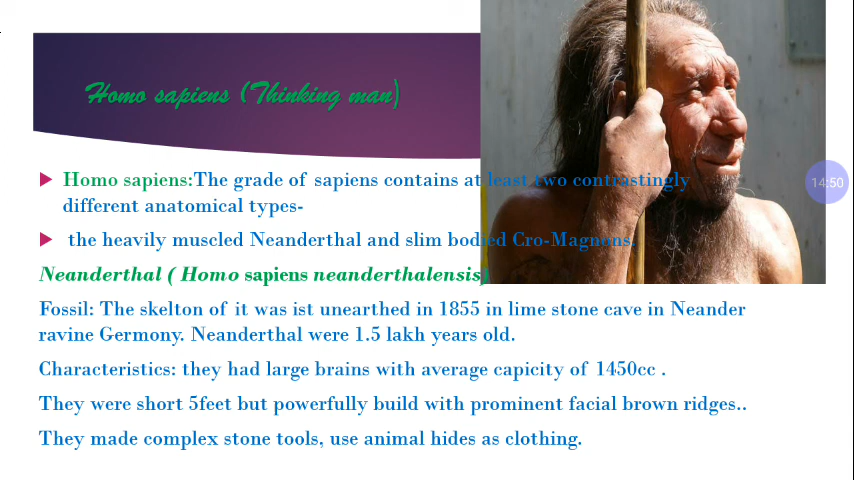 Homo sapiens (Thinking man)
Homo sapiens:The grade of sapiens contains at least two contrastingly
different anatomical types-
the heavily muscled Neanderthal and slim bodied Cro-Magnons.
Neanderthal ( Homo sapiens neanderthalensis)
Fossil: The skelton of it was ist unearthed in 1855 in lime stone cave in Neander
ravine Germony. Neanderthal were 1.5 lakh years old.
Characteristics: they had large brains with average capicity of 1450cc .
They were short 5feet but powerfully build with prominent facial brown ridges..
They made complex stone tools, use animal hides as clothing.
14:50